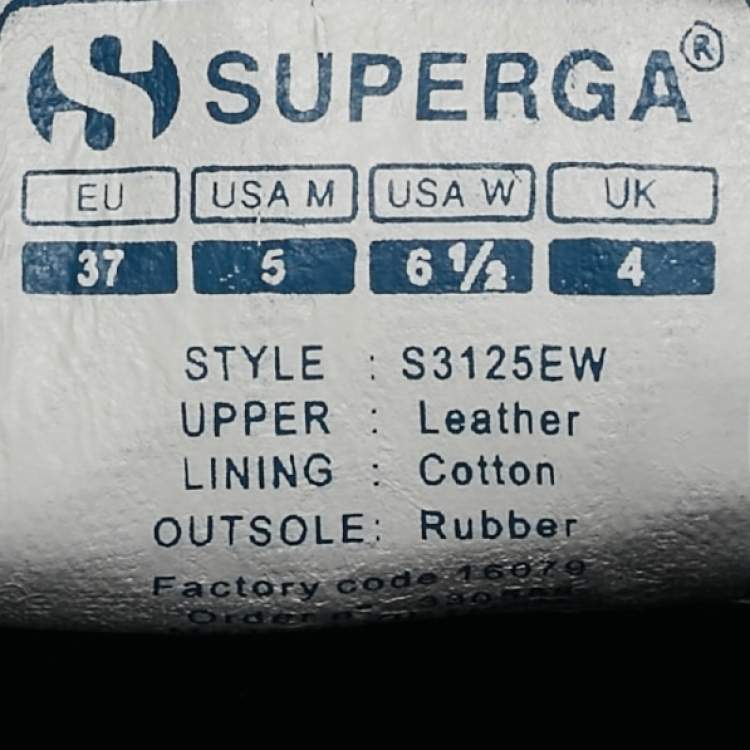 SUPERGA®
EU USA M USA W UK
37 5 6 1/2 4
STYLE : S3125EW
UPPER : Leather
LINING : Cotton
OUTSOLE: Rubber
Factory code 16079
Order